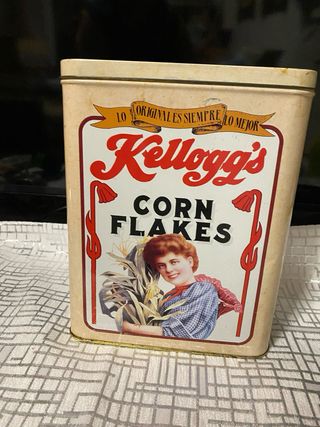 LO ORIGINAL ES SIEMPRE LO MEJOR
Kellogg's
CORN
FLAKES